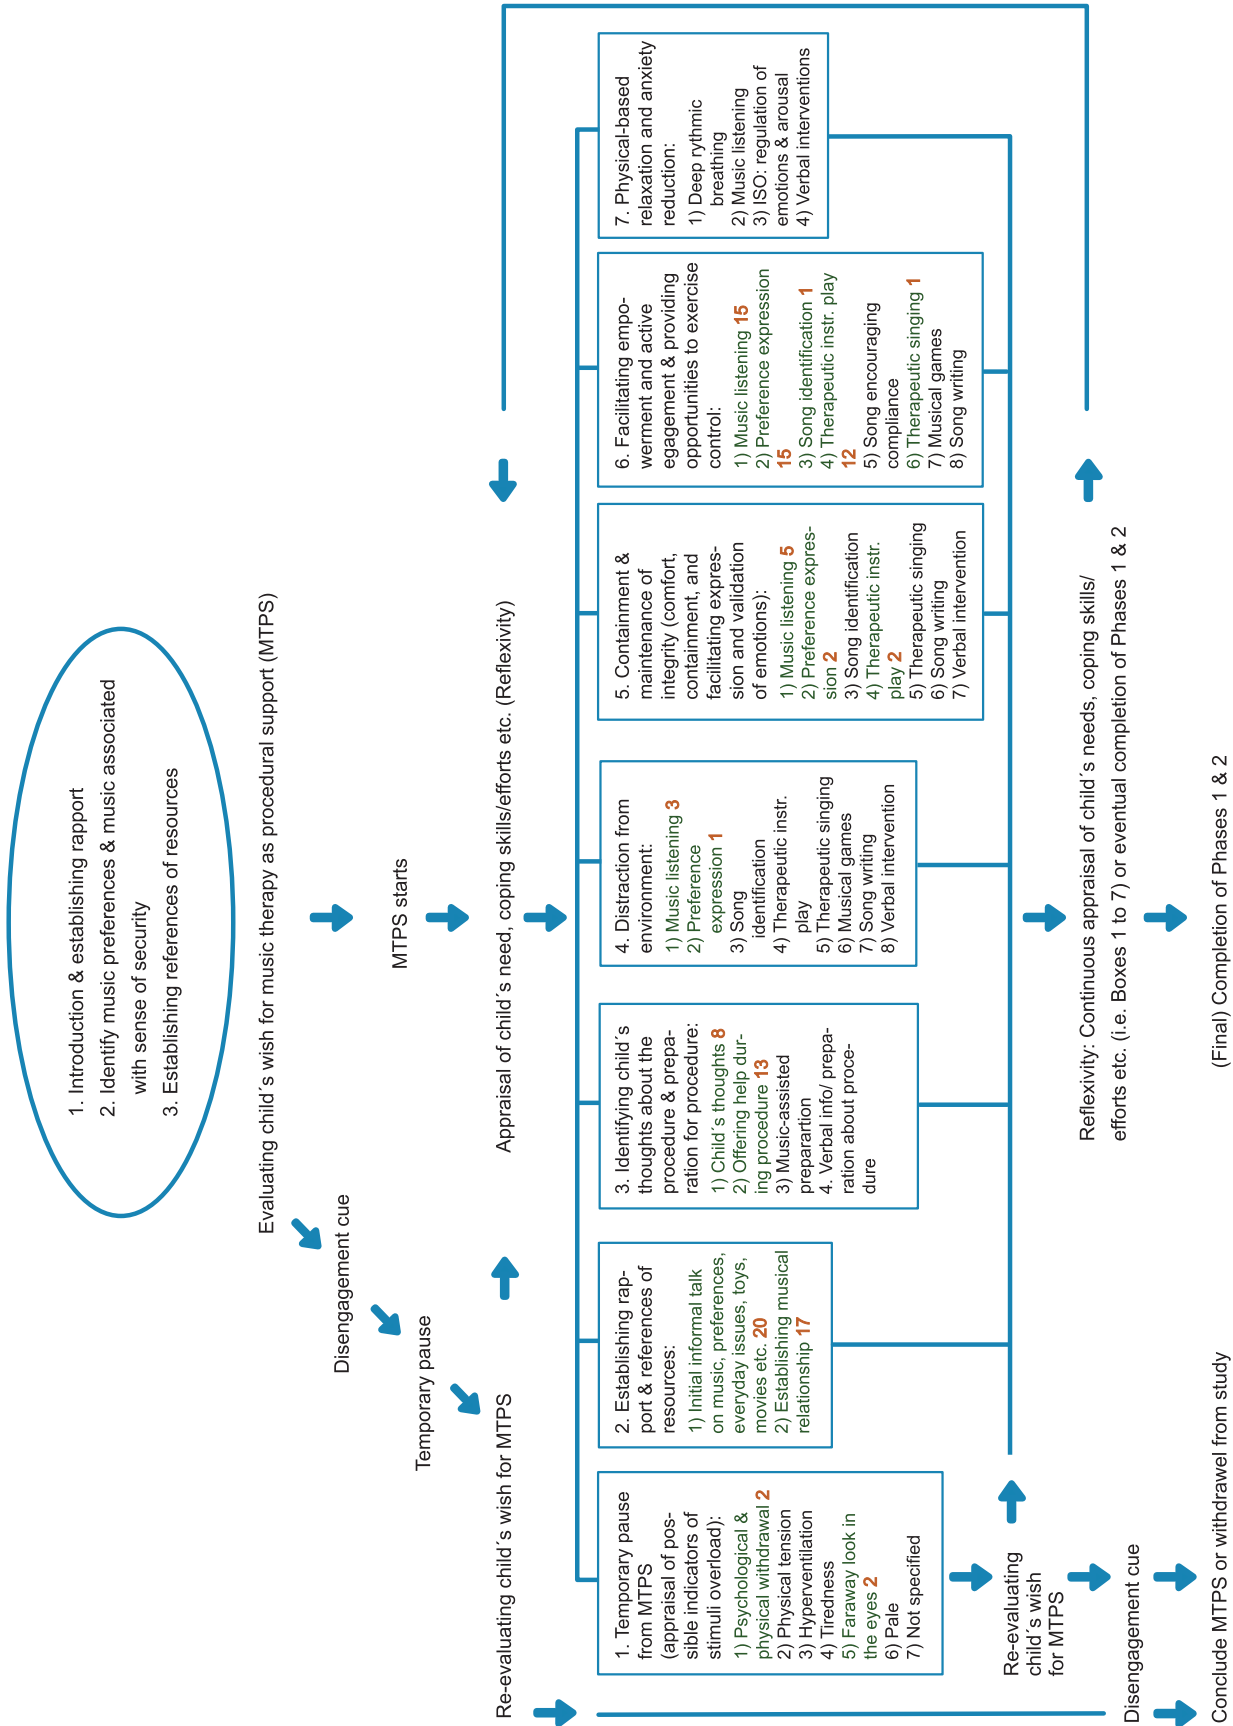 1. Introduction & establishing rapport
2. Identify music preferences & music associated
with sense of security
3. Establishing references of resources
Evaluating child´s wish for music therapy as procedural support (MTPS)
Disengagement cue
MTPS starts
Temporary pause
Re-evaluating child´s wish for MTPS
Appraisal of child´s need, coping skills/efforts etc. (Reflexivity)
1. Temporary pause
from MTPS
(appraisal of pos-
sible indicators of
stimuli overload):
1) Psychological &
physical withdrawal 2
2) Physical tension
3) Hyperventilation
4) Tiredness
5) Faraway look in
the eyes 2
6) Pale
7) Not specified
2. Establishing rap-
port & references of
resources:
1) Initial informal talk
on music, preferences,
everyday issues, toys,
movies etc. 20
2) Establishing musical
relationship 17
3. Identifying child´s
thoughts about the
procedure & prepa-
ration for procedure:
1) Child´s thoughts 8
2) Offering help dur-
ing procedure 13
3) Music-assisted
preparartion
4. Verbal info/ prepa-
ration about proce-
dure
4. Distraction from
environment:
1) Music listening 3
2) Preference
expression 1
3) Song
identification
4) Therapeutic instr.
play
5) Therapeutic singing
6) Musical games
7) Song writing
8) Verbal intervention
5. Containment &
maintenance of
integrity (comfort,
containment, and
facilitating expres-
sion and validation
of emotions):
1) Music listening 5
2) Preference expres-
sion 2
3) Song identification
4) Therapeutic instr.
play 2
5) Therapeutic singing
6) Song writing
7) Verbal intervention
6. Facilitating empo-
werment and active
egagement & providing
opportunities to exercise
control:
1) Music listening 15
2) Preference expression
15
3) Song identification 1
4) Therapeutic instr. play
12
5) Song encouraging
compliance
6) Therapeutic singing 1
7) Musical games
8) Song writing
7. Physical-based
relaxation and anxiety
reduction:
1) Deep rythmic
breathing
2) Music listening
3) ISO: regulation of
emotions & arousal
4) Verbal interventions
Re-evaluating
child´s wish
for MTPS
Disengagement cue
Conclude MTPS or withdrawel from study
Reflexivity: Continuous appraisal of child´s needs, coping skills/
efforts etc. (i.e. Boxes 1 to 7) or eventual completion of Phases 1 & 2
(Final) Completion of Phases 1 & 2